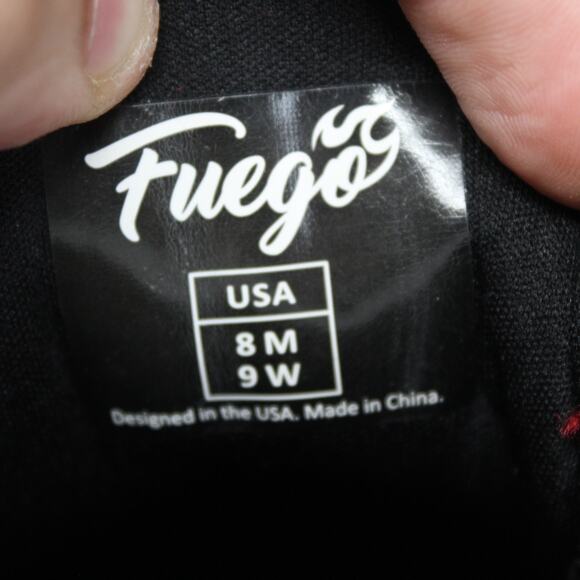 Fuego
USA
8 M
9 W
Designed in the USA. Made in China.